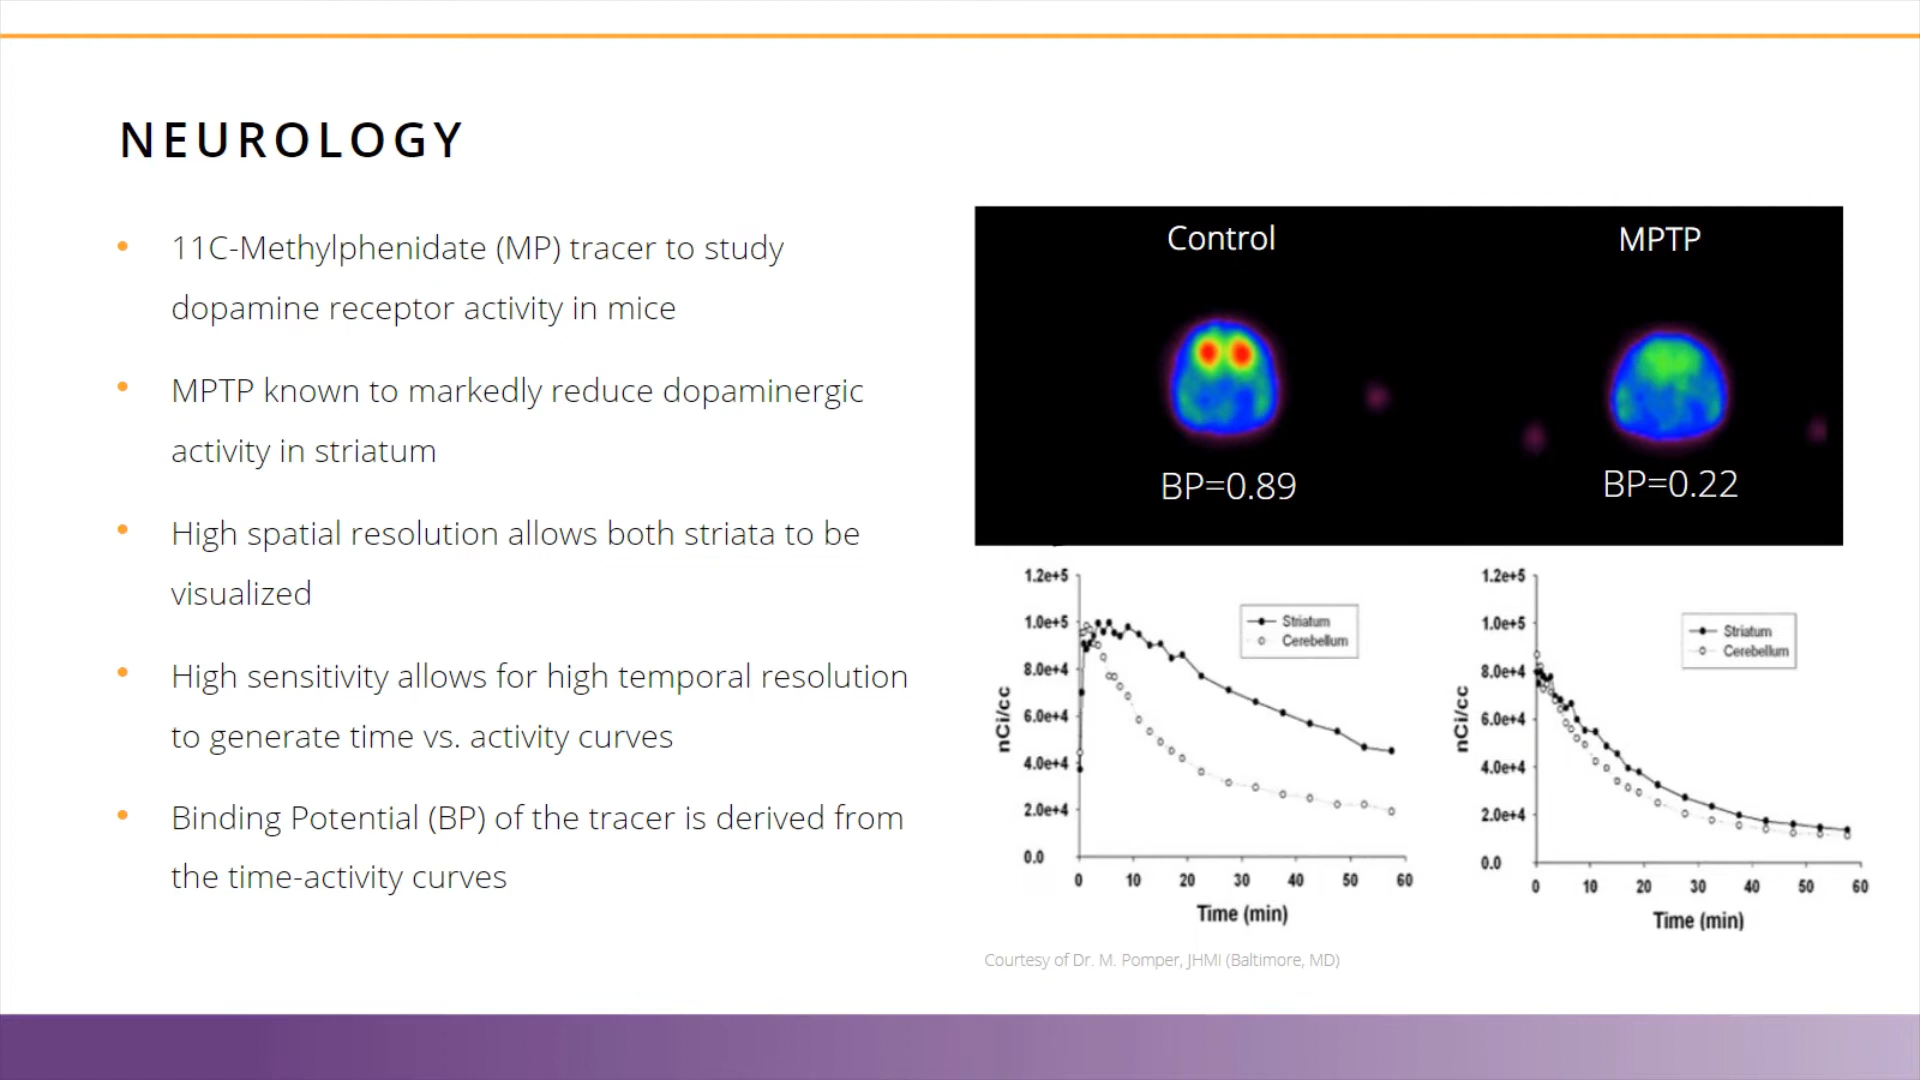 NEUROLOGY
• 11C-Methylphenidate (MP) tracer to study
dopamine receptor activity in mice
• MPTP known to markedly reduce dopaminergic
activity in striatum
• High spatial resolution allows both striata to be
visualized
• High sensitivity allows for high temporal resolution
to generate time vs. activity curves
• Binding Potential (BP) of the tracer is derived from
the time-activity curves
Control
MPTP
BP=0.89
BP=0.22
1.2e+5
1.0e+5
8.0e+4
6.0e+4
4.0e+4
2.0e+4
0.0
nCi/cc
Striatum
Cerebellum
0 10 20 30 40 50 60
Time (min)
1.2e+5
1.0e+5
8.0e+4
6.0e+4
4.0e+4
2.0e+4
0.0
nCi/cc
Striatum
Cerebellum
0 10 20 30 40 50 60
Time (min)
Courtesy of Dr. M. Pomper, JHMI (Baltimore, MD)